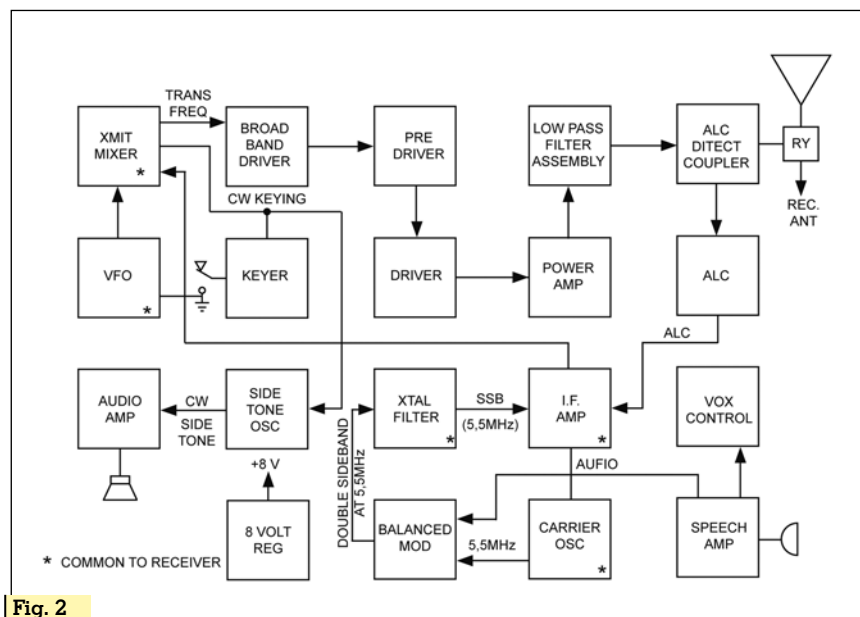 TRANS
FREQ
XMIT
MIXER
*
BROAD
BAND
DRIVER
PRE
DRIVER
LOW PASS
FILTER
ASSEMBLY
ALC
DITECT
COUPLER
RY
REC.
ANT
CW KEYING
VFO
*
KEYER
DRIVER
POWER
AMP
ALC
ALC
AUDIO
AMP
CW
SIDE
TONE
SIDE
TONE
OSC
XTAL
FILTER
*
SSB
(5,5MHz)
I.F.
AMP
*
VOX
CONTROL
+8 V
DOUBLE SIDEBAND
AT 5,5MHz
AUFIO
8 VOLT
REG
BALANCED
MOD
5,5MHz
CARRIER
OSC
*
SPEECH
AMP
* COMMON TO RECEIVER
Fig. 2